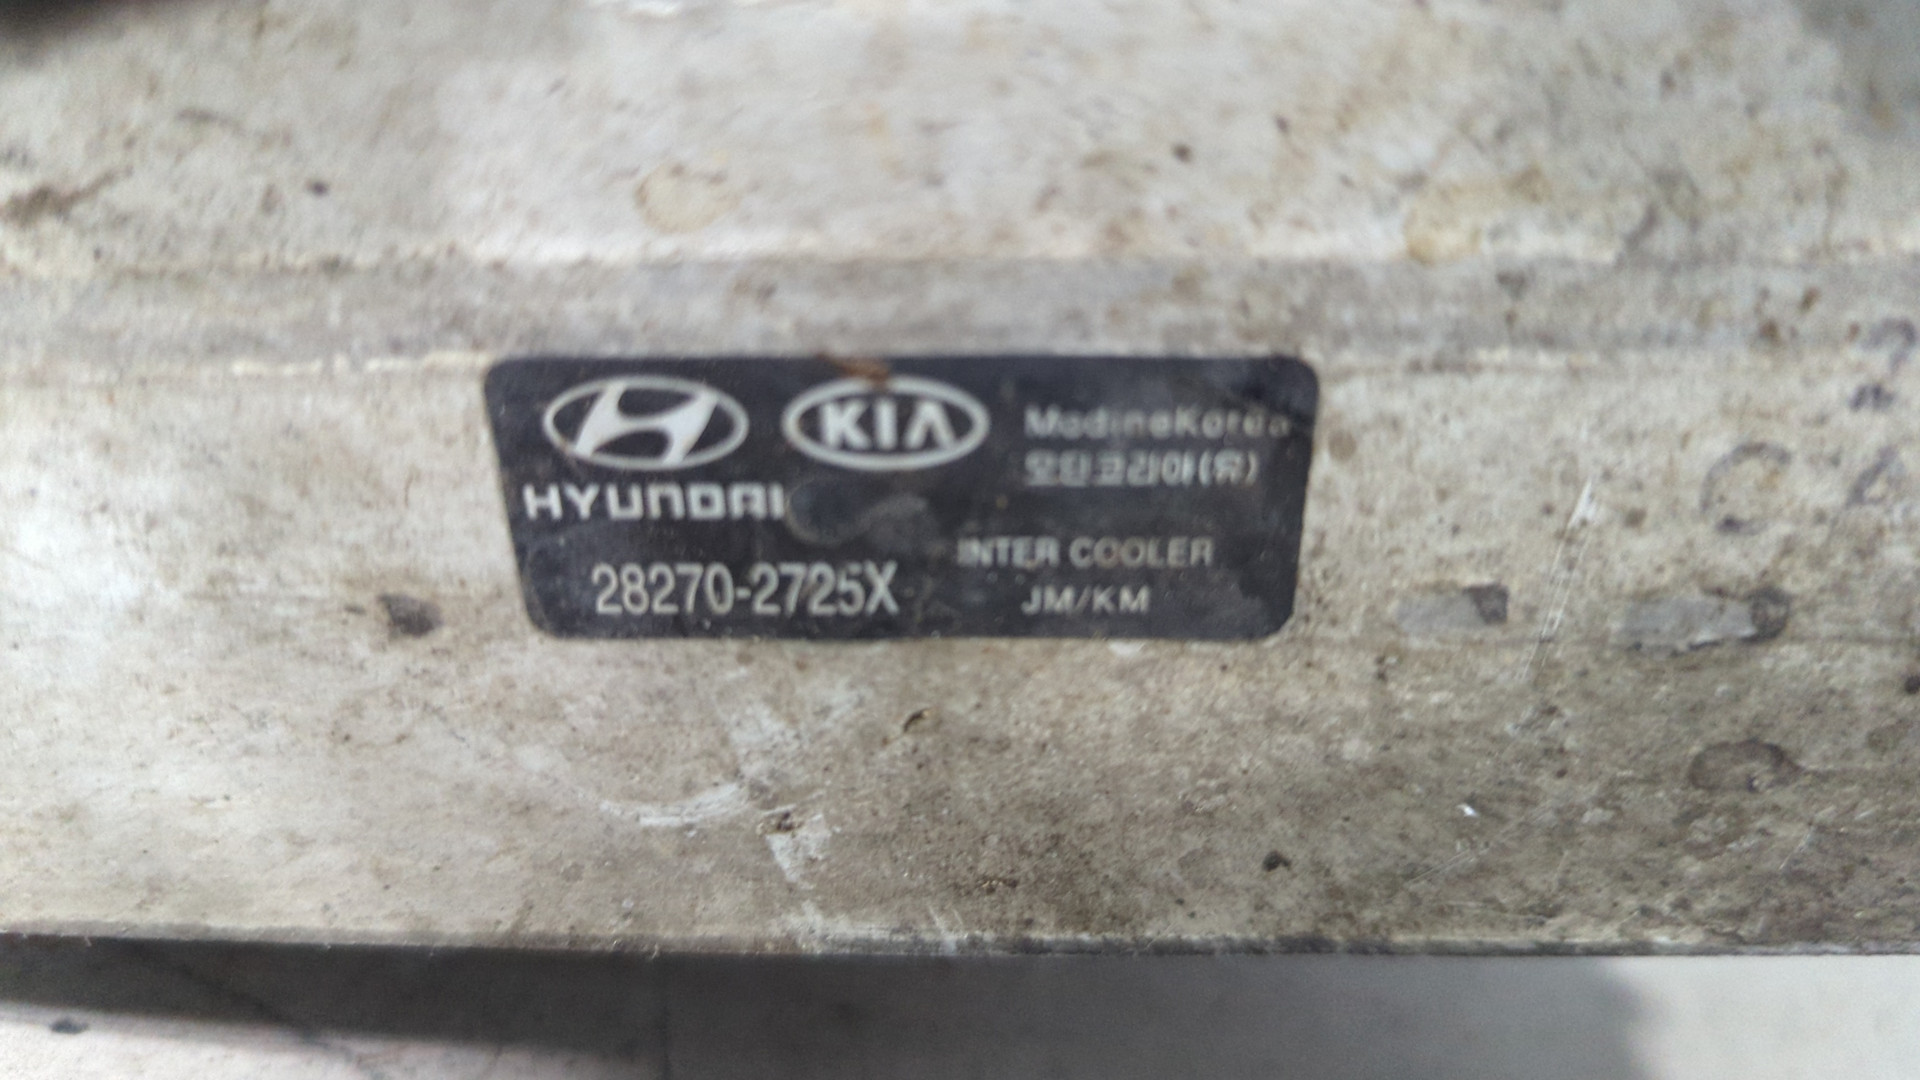 KIA
ModineKorea
모딘코리아(유)
HYUNDAI
INTER COOLER
28270-2725X
JM/KM